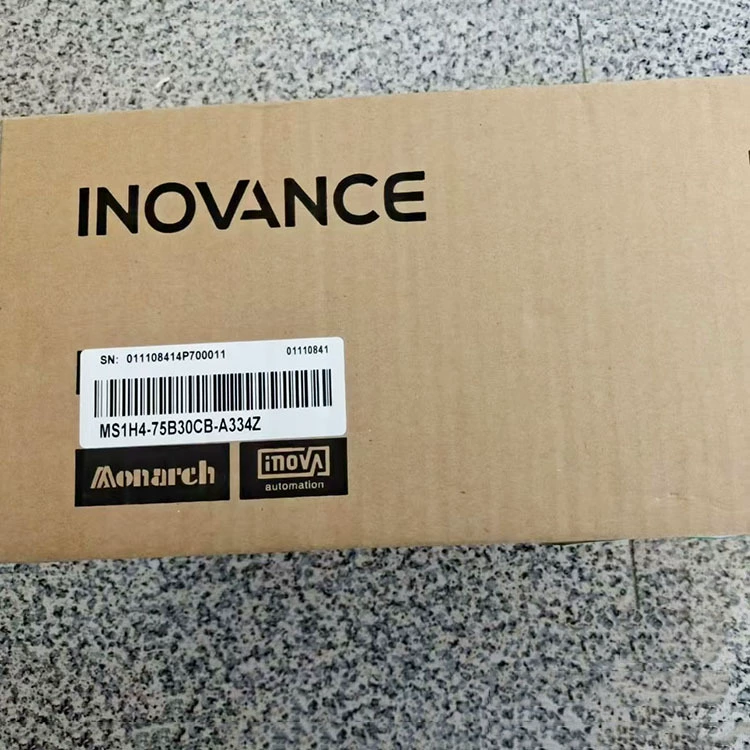 INOVANCE
SN: 011108414P700011 01110841
MS1H4-75B30CB-A334Z
Monarch
inova
automation